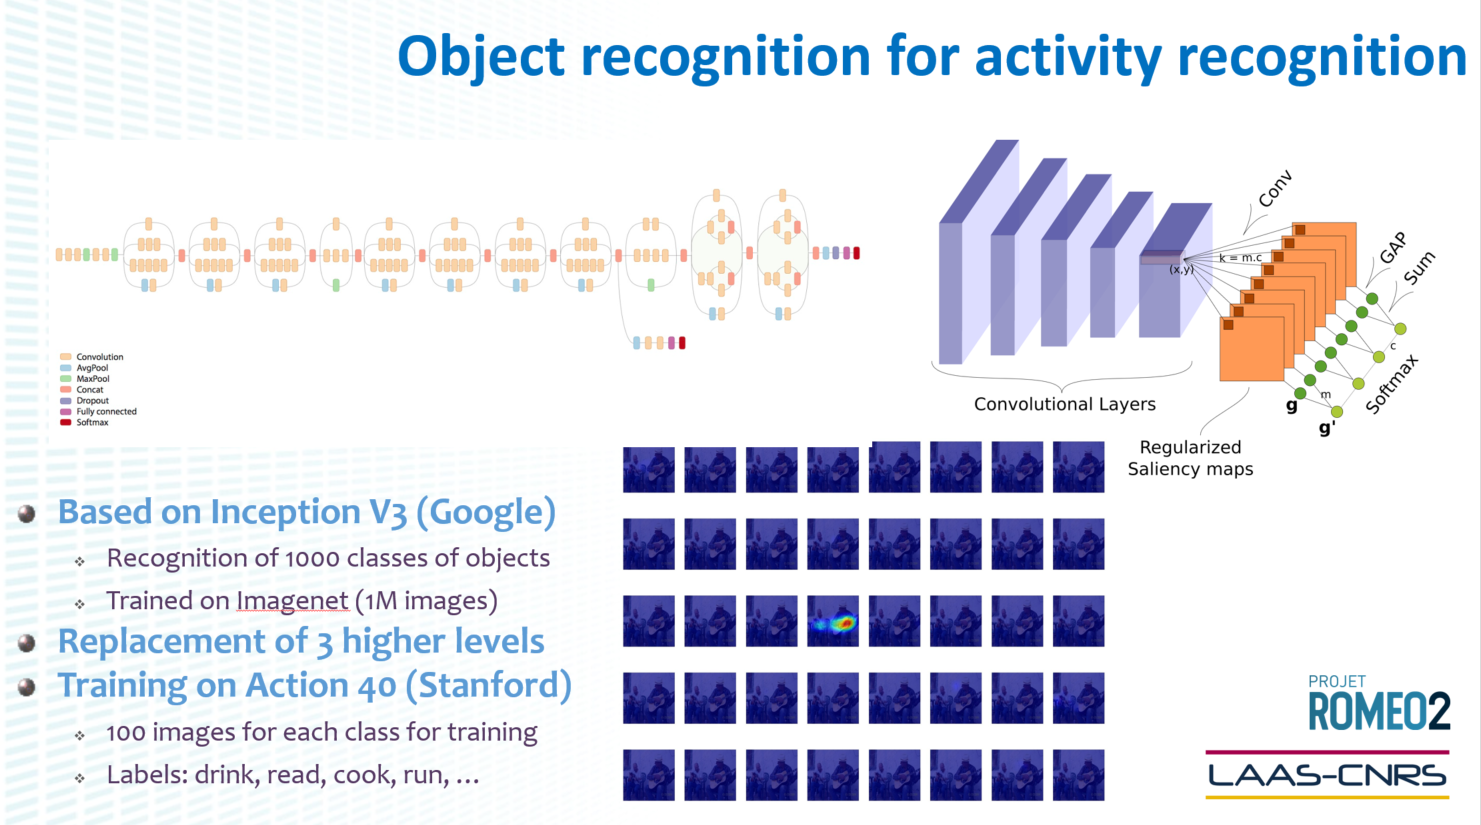 Object recognition for activity recognition
Convolution
AvgPool
MaxPool
Concat
Dropout
Fully connected
Softmax
Conv
k = m.c
(x,y)
GAP
Sum
c
m
Softmax
g
g'
Convolutional Layers
Regularized
Saliency maps
Based on Inception V3 (Google)
Recognition of 1000 classes of objects
Trained on Imagenet (1M images)
Replacement of 3 higher levels
Training on Action 40 (Stanford)
100 images for each class for training
Labels: drink, read, cook, run, …
PROJET
ROMEO2
LAAS-CNRS